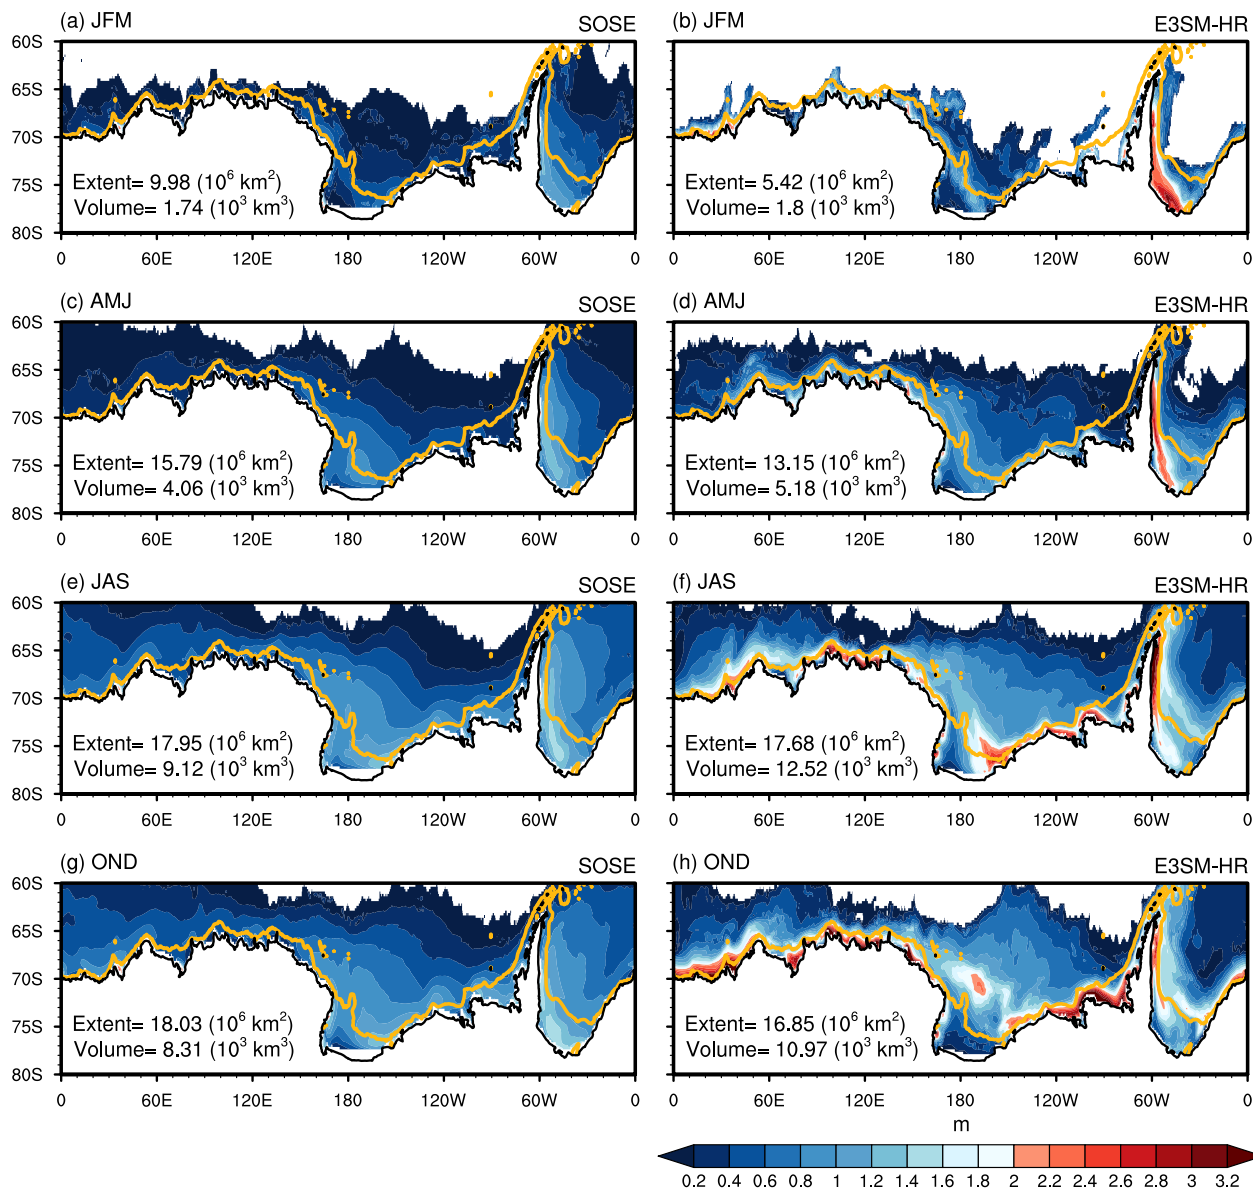 (a) JFM SOSE (b) JFM E3SM-HR
60S
65S
70S
75S
80S
Extent= 9.98 (10⁶ km²)
Volume= 1.74 (10³ km³)
Extent= 5.42 (10⁶ km²)
Volume= 1.8 (10³ km³)
0 60E 120E 180 120W 60W 0 0 60E 120E 180 120W 60W 0
(c) AMJ SOSE (d) AMJ E3SM-HR
60S
65S
70S
75S
80S
Extent= 15.79 (10⁶ km²)
Volume= 4.06 (10³ km³)
Extent= 13.15 (10⁶ km²)
Volume= 5.18 (10³ km³)
0 60E 120E 180 120W 60W 0 0 60E 120E 180 120W 60W 0
(e) JAS SOSE (f) JAS E3SM-HR
60S
65S
70S
75S
80S
Extent= 17.95 (10⁶ km²)
Volume= 9.12 (10³ km³)
Extent= 17.68 (10⁶ km²)
Volume= 12.52 (10³ km³)
0 60E 120E 180 120W 60W 0 0 60E 120E 180 120W 60W 0
(g) OND SOSE (h) OND E3SM-HR
60S
65S
70S
75S
80S
Extent= 18.03 (10⁶ km²)
Volume= 8.31 (10³ km³)
Extent= 16.85 (10⁶ km²)
Volume= 10.97 (10³ km³)
0 60E 120E 180 120W 60W 0 0 60E 120E 180 120W 60W 0
m
0.2 0.4 0.6 0.8 1 1.2 1.4 1.6 1.8 2 2.2 2.4 2.6 2.8 3 3.2